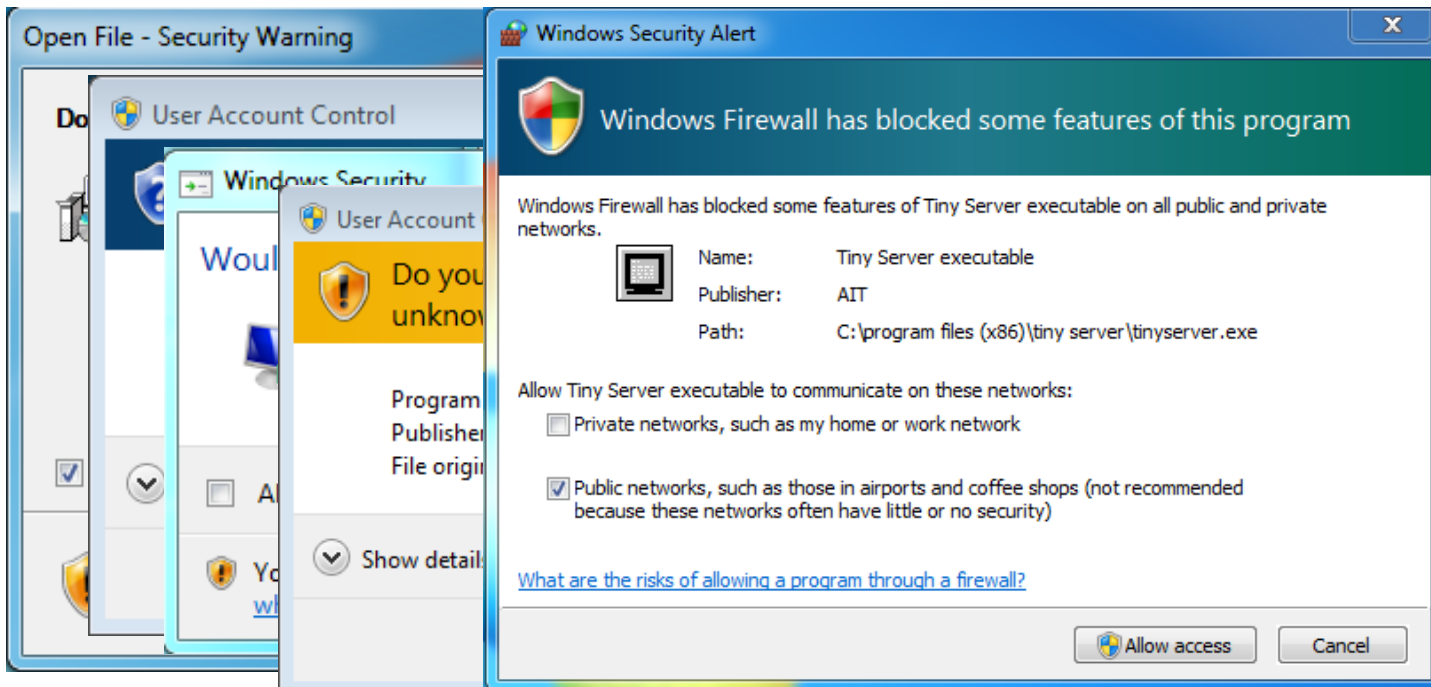 Open File - Security Warning
Do
User Account Control
Windows Security
Woul
Al
Yo
wh
User Account
Do you
unknow
Program
Publisher
File origi
Show details
Windows Security Alert
Windows Firewall has blocked some features of this program
Windows Firewall has blocked some features of Tiny Server executable on all public and private
networks.
Name: Tiny Server executable
Publisher: AIT
Path: C:\program files (x86)\tiny server\tinyserver.exe
Allow Tiny Server executable to communicate on these networks:
Private networks, such as my home or work network
Public networks, such as those in airports and coffee shops (not recommended
because these networks often have little or no security)
What are the risks of allowing a program through a firewall?
Allow access Cancel